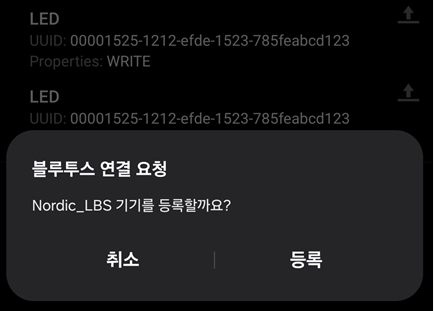 LED
UUID: 00001525-1212-efde-1523-785feabcd123
Properties: WRITE
LED
UUID: 00001525-1212-efde-1523-785feabcd123
블루투스 연결 요청
Nordic_LBS 기기를 등록할까요?
취소
등록